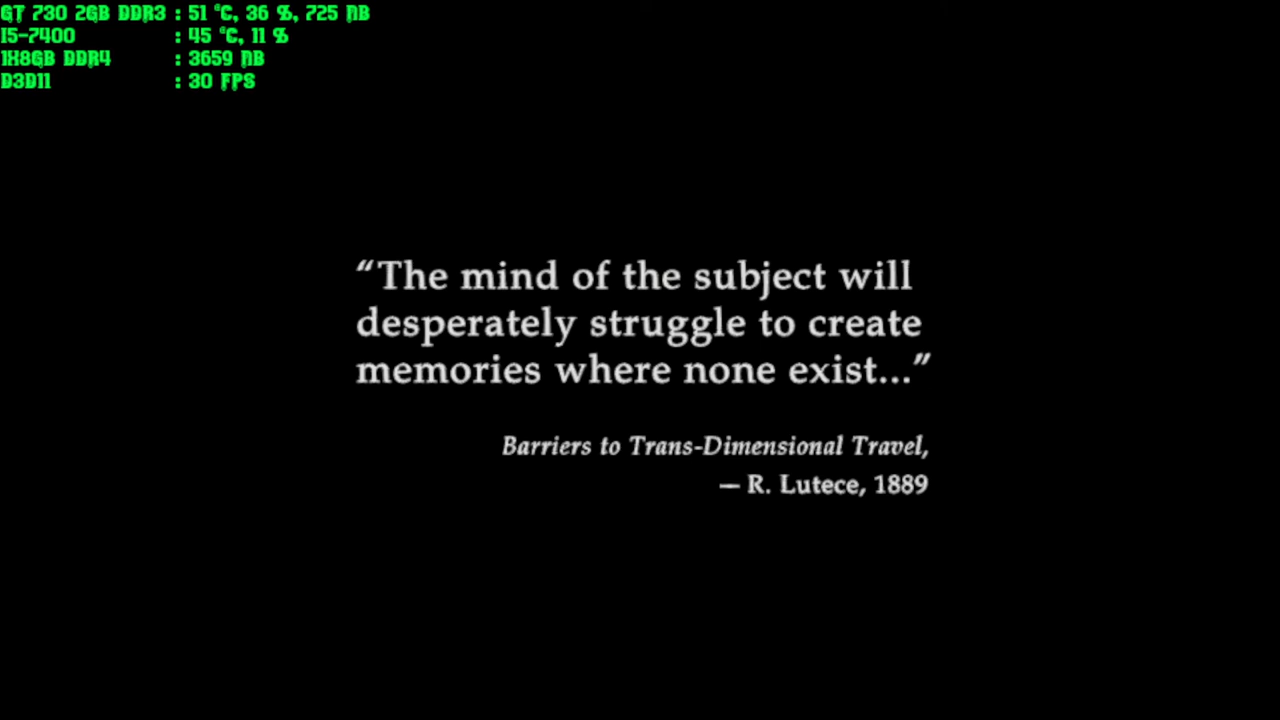 GT 730 2GB DDR3 : 51 °C, 36 %, 725 MB
I5-7400 : 45 °C, 11 %
1X8GB DDR4 : 3659 MB
D3D11 : 30 FPS
“The mind of the subject will
desperately struggle to create
memories where none exist...”
Barriers to Trans-Dimensional Travel,
— R. Lutece, 1889